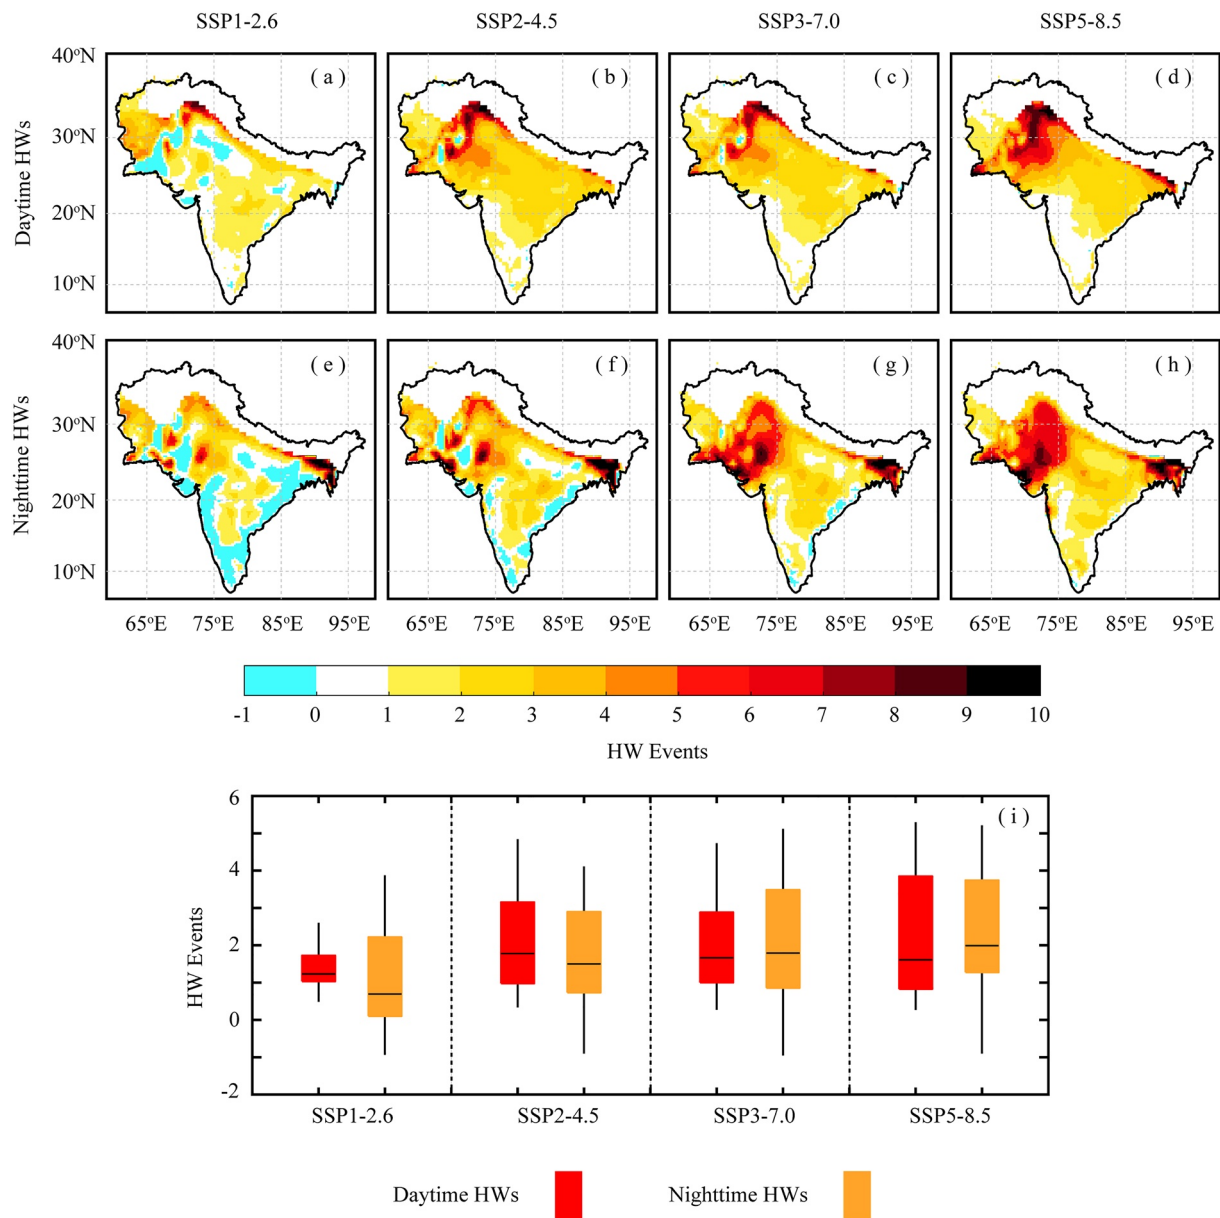 SSP1-2.6 SSP2-4.5 SSP3-7.0 SSP5-8.5
Daytime HWs
40°N
30°N
20°N
10°N
( a ) ( b ) ( c ) ( d )
Nighttime HWs
40°N
30°N
20°N
10°N
( e ) ( f ) ( g ) ( h )
65°E 75°E 85°E 95°E 65°E 75°E 85°E 95°E 65°E 75°E 85°E 95°E 65°E 75°E 85°E 95°E
-1 0 1 2 3 4 5 6 7 8 9 10
HW Events
HW Events
6
4
2
0
-2
( i )
SSP1-2.6 SSP2-4.5 SSP3-7.0 SSP5-8.5
Daytime HWs Nighttime HWs